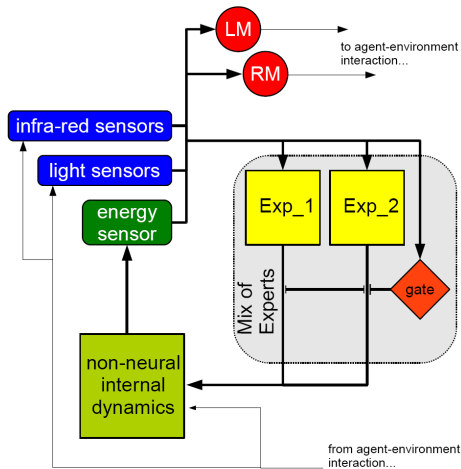 LM
to agent-environment
interaction...
RM
infra-red sensors
light sensors
energy
sensor
Exp_1
Exp_2
Mix of
Experts
gate
non-neural
internal
dynamics
from agent-environment
interaction...